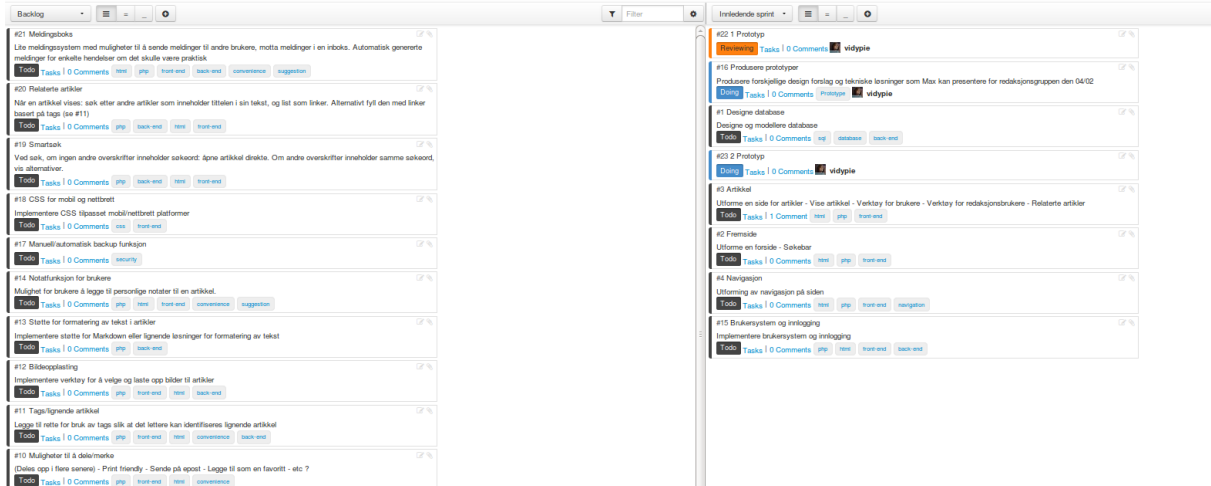 Backlog
Filter
#21 Meldingsboks
Lite meldingssystem med muligheter til å sende meldinger til andre brukere, motta meldinger i en inboks. Automatisk genererte
meldinger for enkelte hendelser om det skulle være praktisk
Todo Tasks | 0 Comments html php front-end back-end convenience suggestion
#20 Relaterte artikler
Når en artikkel vises: søk etter andre artikler som inneholder tittelen i sin tekst, og list som linker. Alternativt fyll den med linker
basert på tags (se #11)
Todo Tasks | 0 Comments php back-end html front-end
#19 Smartsøk
Ved søk, om ingen andre overskrifter inneholder søkeord: åpne artikkel direkte. Om andre overskrifter inneholder samme søkeord,
vis alternativer.
Todo Tasks | 0 Comments php back-end html front-end
#18 CSS for mobil og nettbrett
Implementere CSS tilpasset mobil/nettbrett platformer
Todo Tasks | 0 Comments css front-end
#17 Manuell/automatisk backup funksjon
Todo Tasks | 0 Comments security
#14 Notatfunksjon for brukere
Mulighet for brukere å legge til personlige notater til en artikkel.
Todo Tasks | 0 Comments php html front-end convenience suggestion
#13 Støtte for formatering av tekst i artikler
Implementere støtte for Markdown eller lignende løsninger for formatering av tekst
Todo Tasks | 0 Comments php back-end
#12 Bildeopplasting
Implementere verktøy for å velge og laste opp bilder til artikler
Todo Tasks | 0 Comments php front-end html back-end
#11 Tags/lignende artikkel
Legge til rette for bruk av tags slik at det lettere kan identifiseres lignende artikkel
Todo Tasks | 0 Comments php front-end html convenience back-end
#10 Muligheter til å dele/merke
(Deles opp i flere senere) - Print friendly - Sende på epost - Legge til som en favoritt - etc ?
Todo Tasks | 0 Comments php front-end html convenience
Innledende sprint
#22 1 Prototyp
Reviewing Tasks | 0 Comments vidypie
#16 Produsere prototyper
Produsere forskjellige design forslag og tekniske løsninger som Max kan presentere for redaksjonsgruppen den 04/02
Doing Tasks | 0 Comments Prototype vidypie
#1 Designe database
Designe og modellere database
Todo Tasks | 0 Comments sql database back-end
#23 2 Prototyp
Doing Tasks | 0 Comments vidypie
#3 Artikkel
Utforme en side for artikler - Vise artikkel - Verktøy for brukere - Verktøy for redaksjonsbrukere - Relaterte artikler
Todo Tasks | 1 Comment html php front-end
#2 Fremside
Utforme en forside - Søkebar
Todo Tasks | 0 Comments html php front-end
#4 Navigasjon
Utforming av navigasjon på siden
Todo Tasks | 0 Comments html php front-end navigation
#15 Brukersystem og innlogging
Implementere brukersystem og innlogging
Todo Tasks | 0 Comments php html front-end back-end